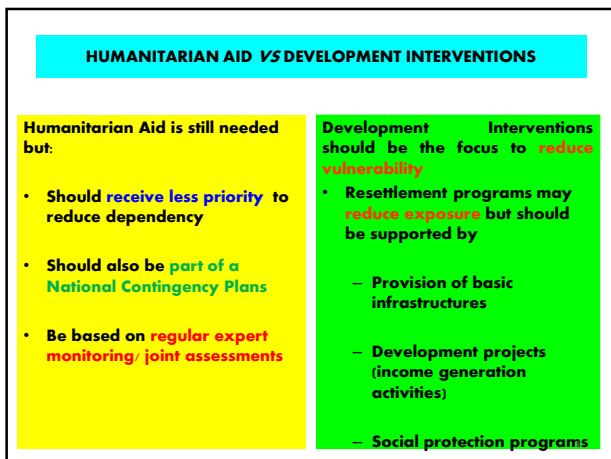 HUMANITARIAN AID VS DEVELOPMENT INTERVENTIONS
Humanitarian Aid is still needed
but:
• Should receive less priority to
reduce dependency
• Should also be part of a
National Contingency Plans
• Be based on regular expert
monitoring/ joint assessments
Development Interventions
should be the focus to reduce
vulnerability
• Resettlement programs may
reduce exposure but should
be supported by
– Provision of basic
infrastructures
– Development projects
(income generation
activities)
– Social protection programs